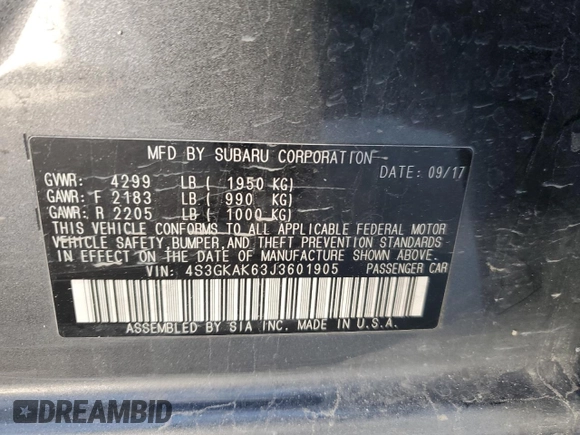 MFD BY SUBARU CORPORATION
DATE: 09/17
GVWR: 4299 LB ( 1950 KG)
GAWR: F 2183 LB ( 990 KG)
GAWR: R 2205 LB ( 1000 KG)
THIS VEHICLE CONFORMS TO ALL APPLICABLE FEDERAL MOTOR
VEHICLE SAFETY, BUMPER, AND THEFT PREVENTION STANDARDS
IN EFFECT ON THE DATE OF MANUFACTURE SHOWN ABOVE.
VIN: 4S3GKAK63J3601905 PASSENGER CAR
ASSEMBLED BY SIA INC. MADE IN U.S.A.
DREAMBID